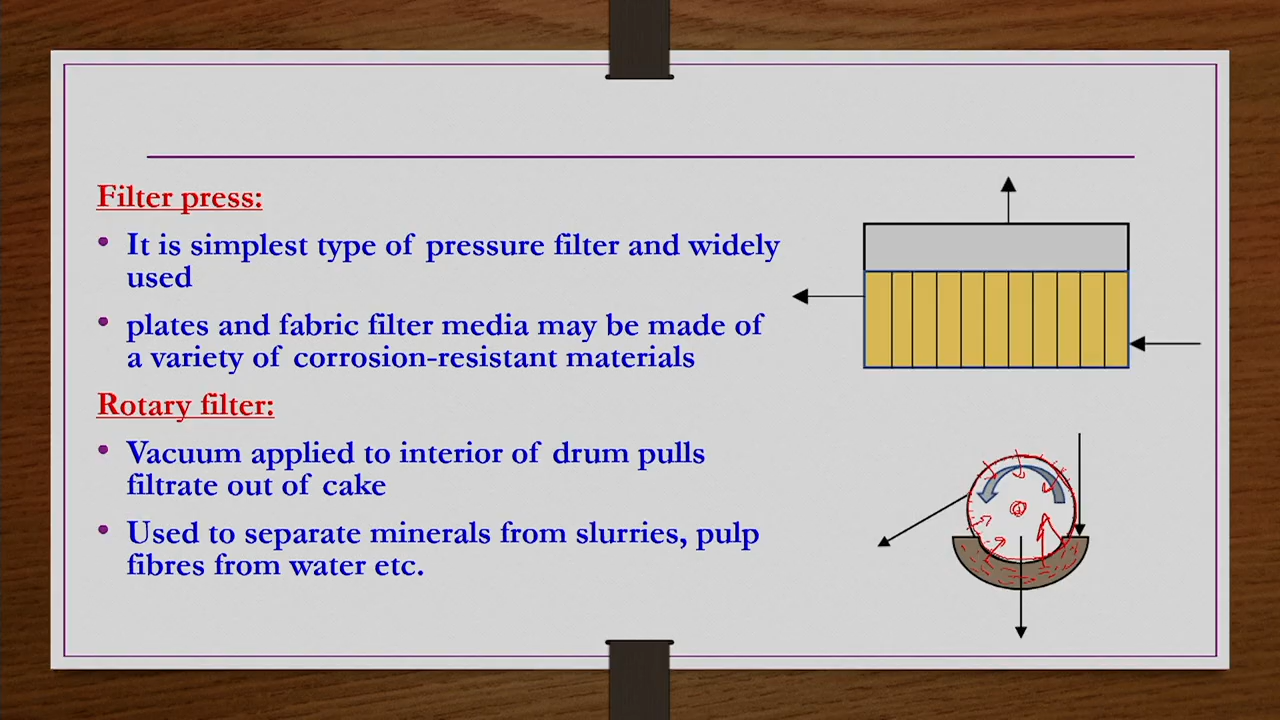 Filter press:
• It is simplest type of pressure filter and widely
used
• plates and fabric filter media may be made of
a variety of corrosion-resistant materials
Rotary filter:
• Vacuum applied to interior of drum pulls
filtrate out of cake
• Used to separate minerals from slurries, pulp
fibres from water etc.